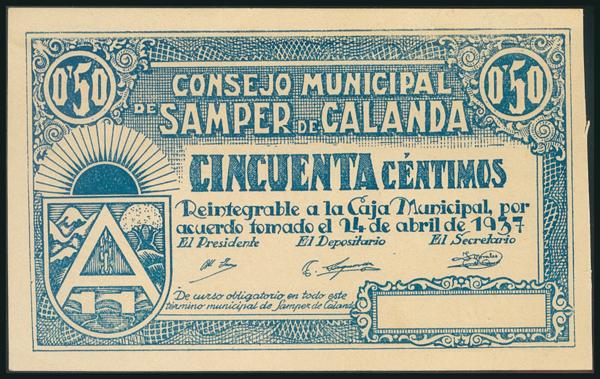 0'50 0'50
CONSEJO MUNICIPAL
DE SAMPER DE CALANDA
CINCUENTA CÉNTIMOS
Reintegrable a la Caja Municipal, por
acuerdo tomado el 24 de abril de 1937
El Presidente El Depositario El Secretario
A
De curso obligatorio en todo este
término municipal de Samper de Calanda